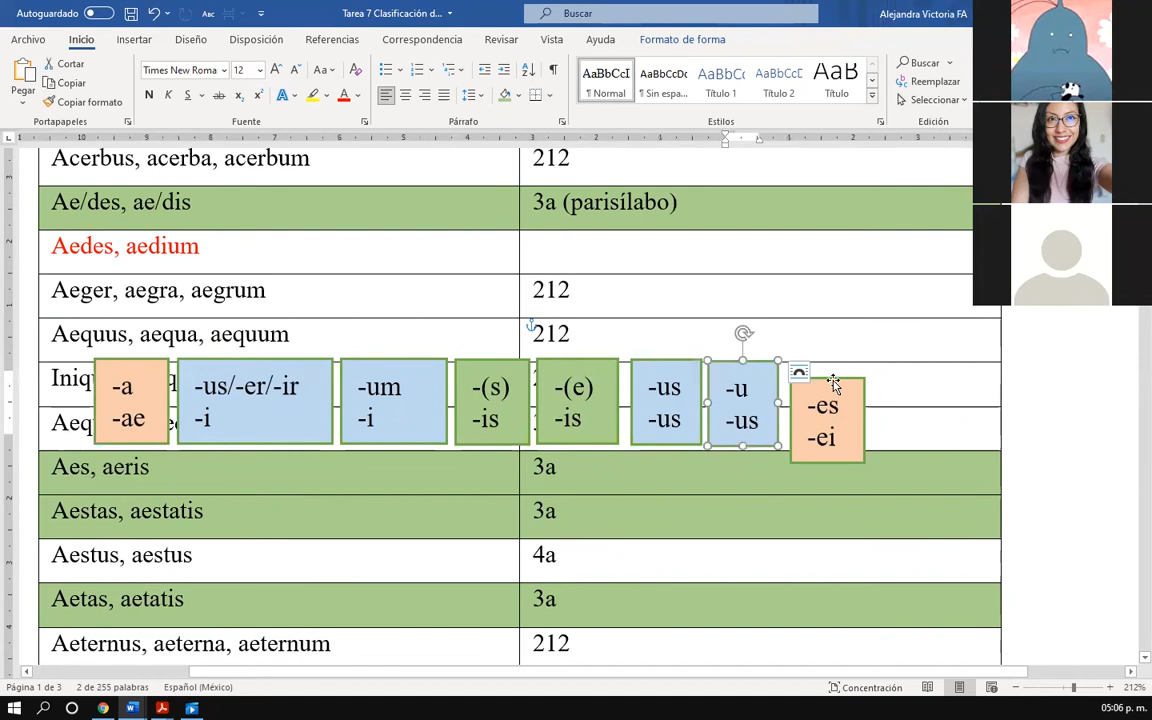 Autoguardado
Tarea 7 Clasificación d...
Buscar
Alejandra Victoria FA
Archivo Inicio Insertar Diseño Disposición Referencias Correspondencia Revisar Vista Ayuda Formato de forma
Pegar
Cortar
Copiar
Copiar formato
Portapapeles
Times New Roma 12
N K S
Fuente
Párrafo
AaBbCcI AaBbCcDc AaBbCc AaBbCcD AaB
¶ Normal ¶ Sin espa... Título 1 Título 2 Título
Estilos
Buscar
Reemplazar
Seleccionar
Edición
Acerbus, acerba, acerbum 212
Ae/des, ae/dis 3a (parisílabo)
Aedes, aedium
Aeger, aegra, aegrum 212
Aequus, aequa, aequum 212
-a
-ae
-us/-er/-ir
-i
-um
-i
-(s)
-is
-(e)
-is
-us
-us
-u
-us
-es
-ei
Aes, aeris 3a
Aestas, aestatis 3a
Aestus, aestus 4a
Aetas, aetatis 3a
Aeternus, aeterna, aeternum 212
Página 1 de 3 2 de 255 palabras Español (México)
Concentración
212%
05:06 p. m.